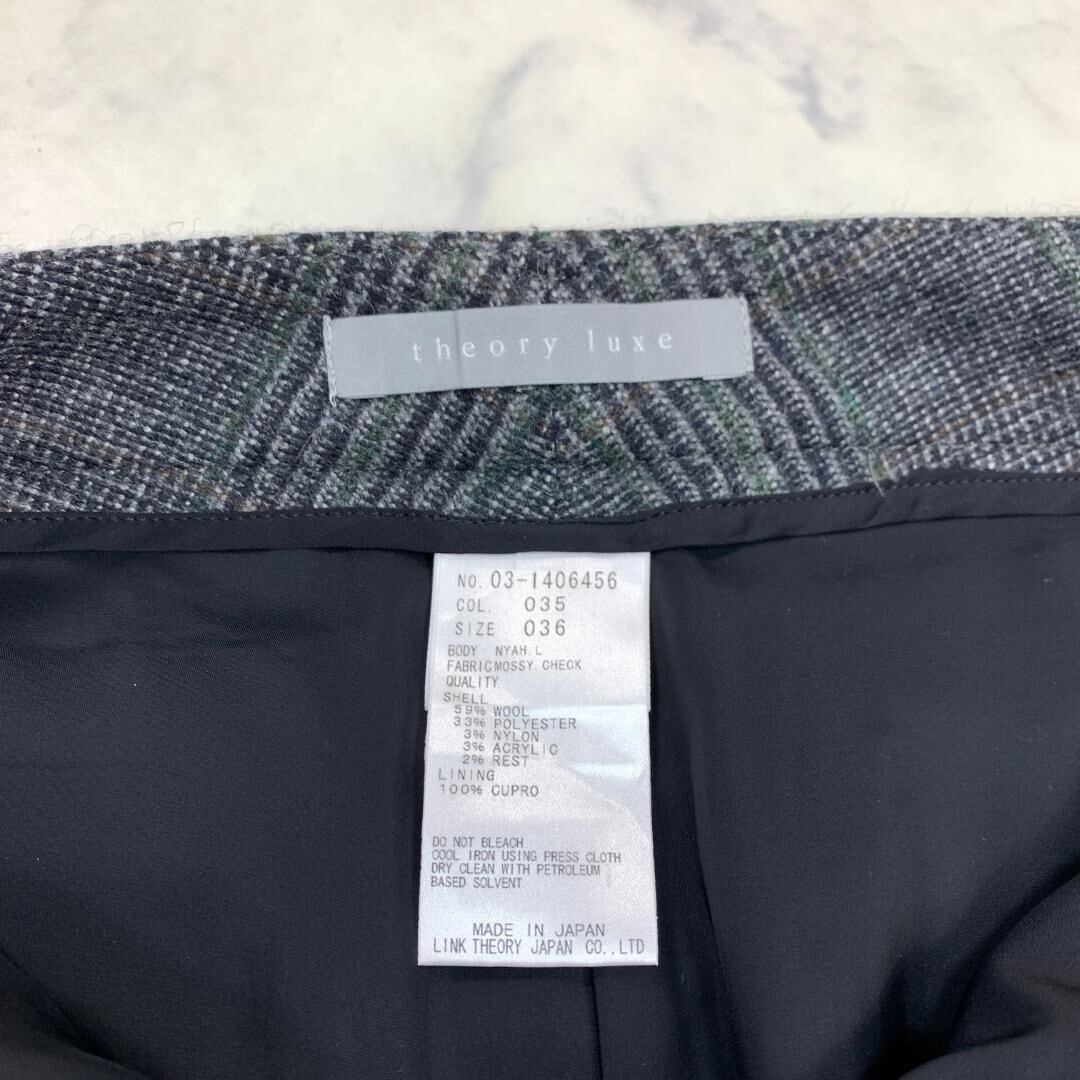 theory luxe
NO. 03-1406456
COL. 035
SIZE 036
BODY NYAH.L
FABRICMOSSY.CHECK
QUALITY
SHELL
59% WOOL
33% POLYESTER
3% NYLON
3% ACRYLIC
2% REST
LINING
100% CUPRO
DO NOT BLEACH
COOL IRON USING PRESS CLOTH
DRY CLEAN WITH PETROLEUM
BASED SOLVENT
MADE IN JAPAN
LINK THEORY JAPAN CO.,LTD